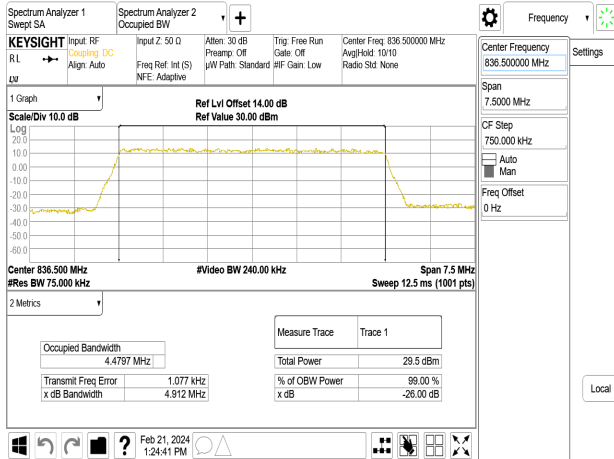 Spectrum Analyzer 1
Swept SA
Spectrum Analyzer 2
Occupied BW
+
Frequency
KEYSIGHT
RL
Input: RF
Coupling: DC
Align: Auto
Input Z: 50 Ω
Freq Ref: Int (S)
NFE: Adaptive
Atten: 30 dB
Preamp: Off
µW Path: Standard
Trig: Free Run
Gate: Off
#IF Gain: Low
Center Freq: 836.500000 MHz
Avg|Hold: 10/10
Radio Std: None
Center Frequency
836.500000 MHz
Settings
Span
7.5000 MHz
CF Step
750.000 kHz
Auto
Man
Freq Offset
0 Hz
Local
1 Graph
Scale/Div 10.0 dB
Ref Lvl Offset 14.00 dB
Ref Value 30.00 dBm
Log
20.0
10.0
0.00
-10.0
-20.0
-30.0
-40.0
-50.0
-60.0
Center 836.500 MHz
#Video BW 240.00 kHz
Span 7.5 MHz
#Res BW 75.000 kHz
Sweep 12.5 ms (1001 pts)
2 Metrics
Measure Trace
Trace 1
Occupied Bandwidth
4.4797 MHz
Total Power
29.5 dBm
Transmit Freq Error
1.077 kHz
% of OBW Power
99.00 %
x dB Bandwidth
4.912 MHz
x dB
-26.00 dB
?
Feb 21, 2024
1:24:41 PM